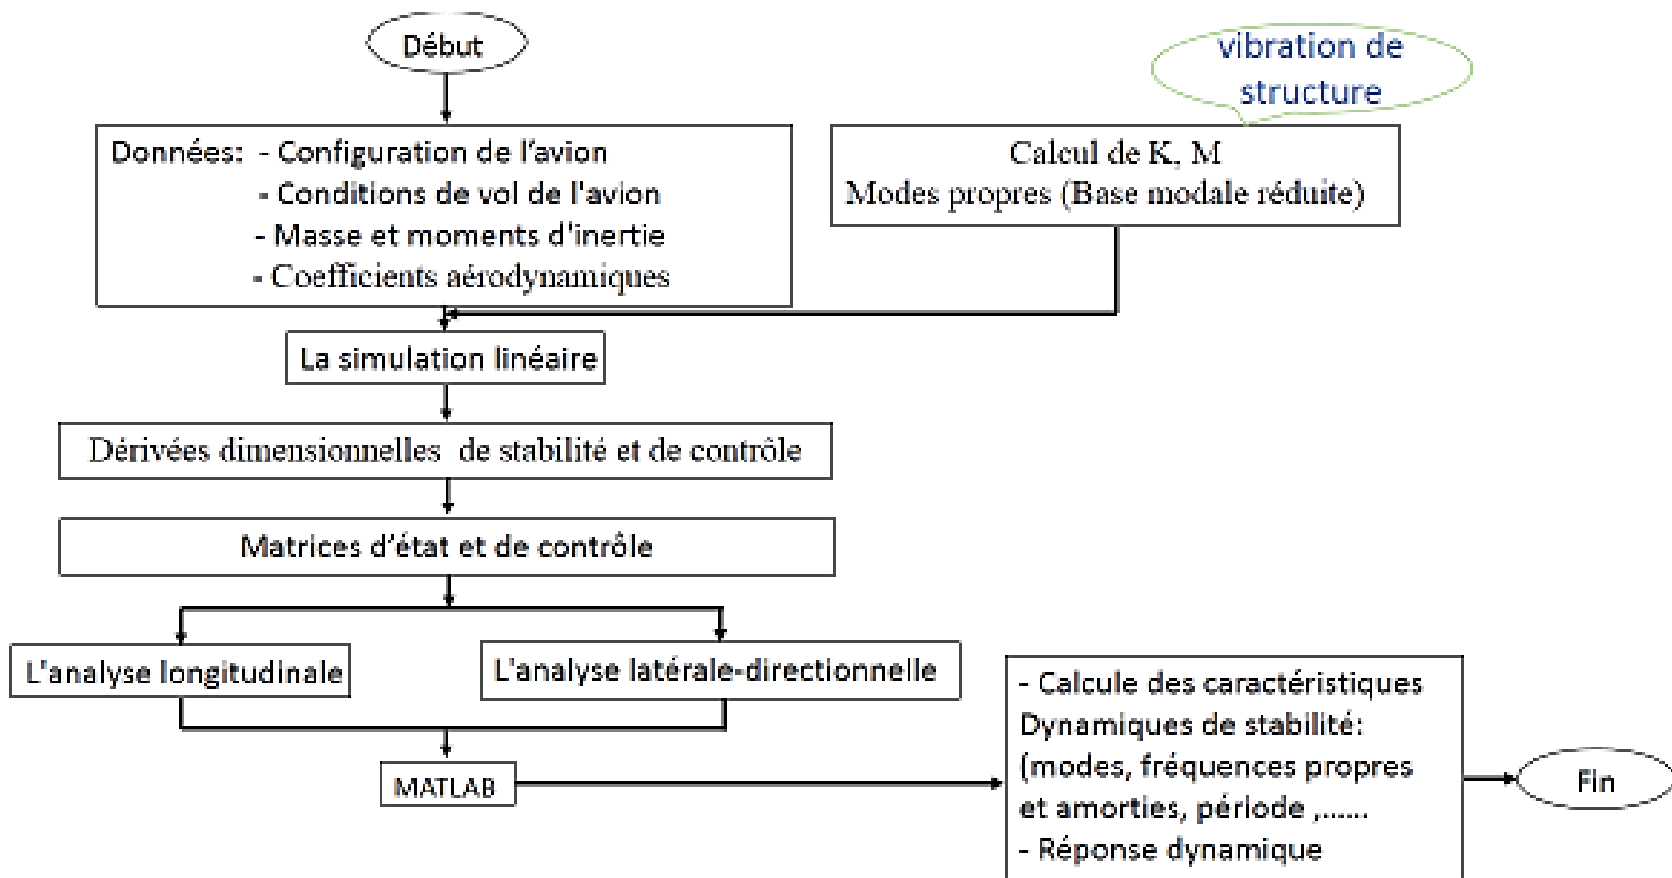 Début
vibration de
structure
Données: - Configuration de l'avion
- Conditions de vol de l'avion
- Masse et moments d'inertie
- Coefficients aérodynamiques
Calcul de K, M
Modes propres (Base modale réduite)
La simulation linéaire
Dérivées dimensionnelles de stabilité et de contrôle
Matrices d'état et de contrôle
L'analyse longitudinale
L'analyse latérale-directionnelle
MATLAB
- Calcule des caractéristiques
Dynamiques de stabilité:
(modes, fréquences propres
et amorties, période ,......
- Réponse dynamique
Fin